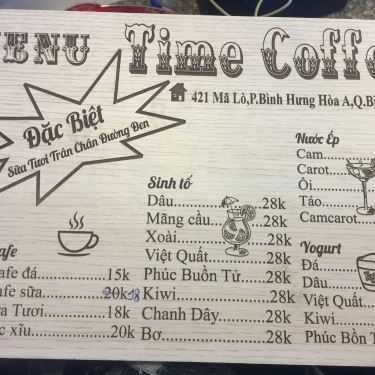 MENU Time Coffe
421 Mã Lò,P.Bình Hưng Hòa A,Q.Bì
Đặc Biệt
Sữa Tươi Trân Châu Đường Đen
Nước Ép
Cam
Carot
Ổi
Táo
Camcarot
Sinh tố
Dâu 28k
Mãng cầu 28k
Xoài 28k
Việt Quất 28k
Phúc Buồn Tử 28k
Kiwi 28k
Chanh Dây 28k
Bơ 28k
Yogurt
Đá
Dâu
Việt Quất
Kiwi
Phúc Bồn T
afe
afe đá 15k
afe sữa 20k 18
a Tươi 18k
c xỉu 20k